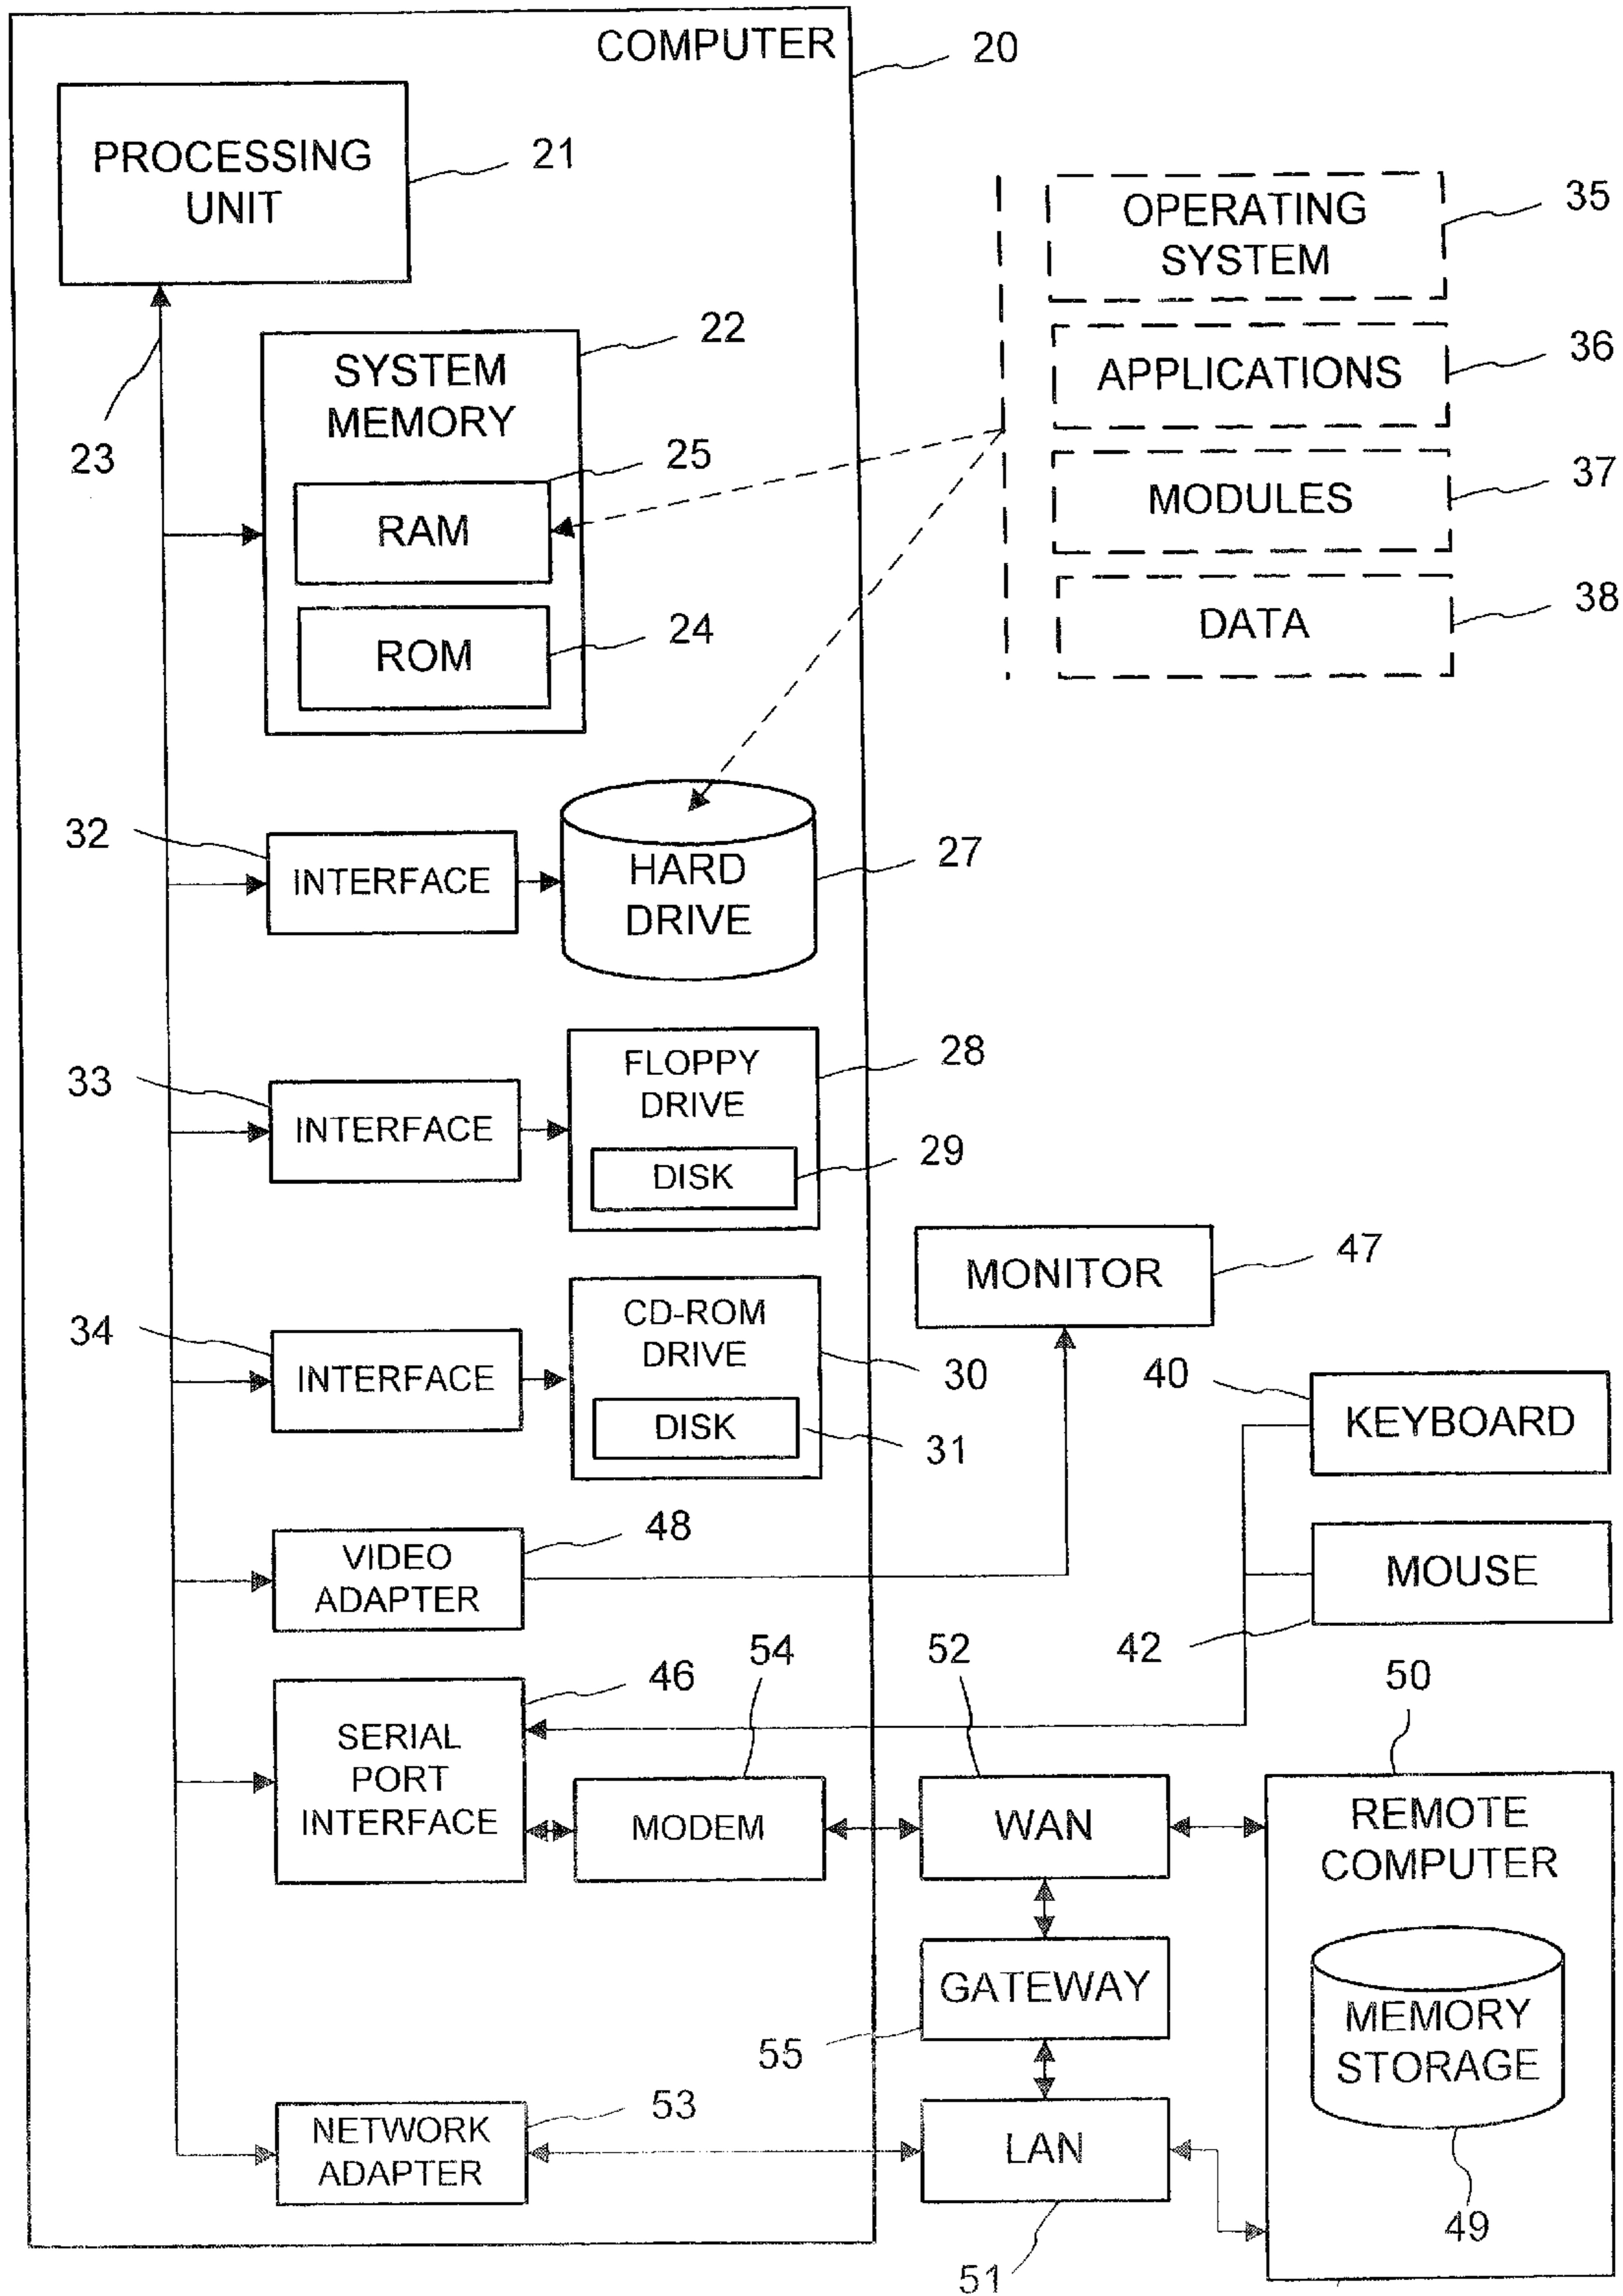 COMPUTER
20
PROCESSING
UNIT
21
23
SYSTEM
MEMORY
22
RAM
25
ROM
24
OPERATING
SYSTEM
35
APPLICATIONS
36
MODULES
37
DATA
38
32
INTERFACE
HARD
DRIVE
27
33
INTERFACE
FLOPPY
DRIVE
28
DISK
29
34
INTERFACE
CD-ROM
DRIVE
30
DISK
31
MONITOR
47
40
KEYBOARD
MOUSE
42
VIDEO
ADAPTER
48
SERIAL
PORT
INTERFACE
46
54
MODEM
52
WAN
50
REMOTE
COMPUTER
GATEWAY
55
MEMORY
STORAGE
49
NETWORK
ADAPTER
53
LAN
51